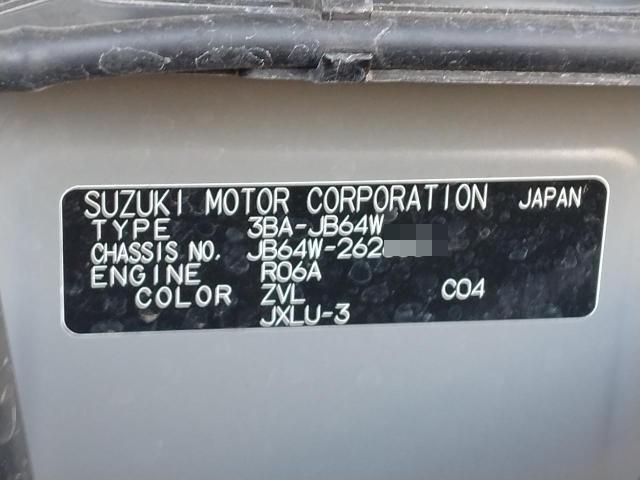 SUZUKI MOTOR CORPORATION JAPAN
TYPE 3BA-JB64W
CHASSIS NO. JB64W-262
ENGINE R06A
COLOR ZVL C04
JXLU-3